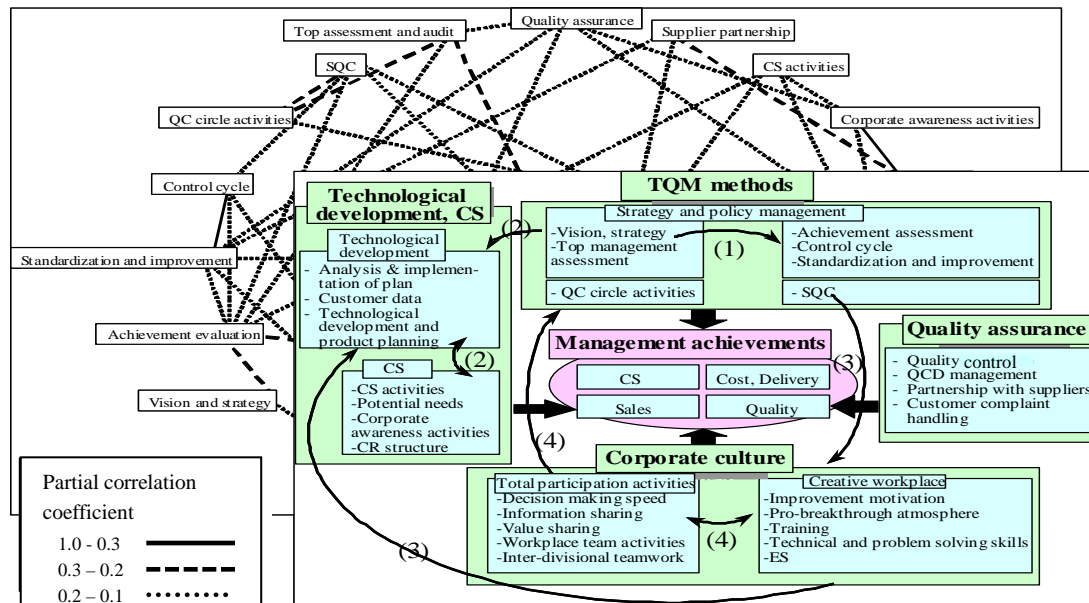 Quality assurance
Top assessment and audit
Supplier partnership
SQC
CS activities
QC circle activities
Corporate awareness activities
Control cycle
Standardization and improvement
Achievement evaluation
Vision and strategy
Partial correlation
coefficient
1.0 - 0.3
0.3 – 0.2
0.2 – 0.1
Technological
development, CS
Technological
development
- Analysis & implemen-
tation of plan
- Customer data
- Technological
development and
product planning
(2)
(2)
CS
-CS activities
-Potential needs
-Corporate
awareness activities
-CR structure
TQM methods
Strategy and policy management
-Vision, strategy
-Top management
assessment
(1)
-Achievement assessment
-Control cycle
-Standardization and improvement
- QC circle activities
- SQC
Management achievements
CS
Cost, Delivery
Sales
Quality
(3)
Quality assurance
- Quality control
- QCD management
- Partnership with suppliers
- Customer complaint
handling
(4)
Corporate culture
Total participation activities
-Decision making speed
-Information sharing
-Value sharing
-Workplace team activities
-Inter-divisional teamwork
(4)
Creative workplace
-Improvement motivation
-Pro-breakthrough atmosphere
-Training
-Technical and problem solving skills
-ES
(3)